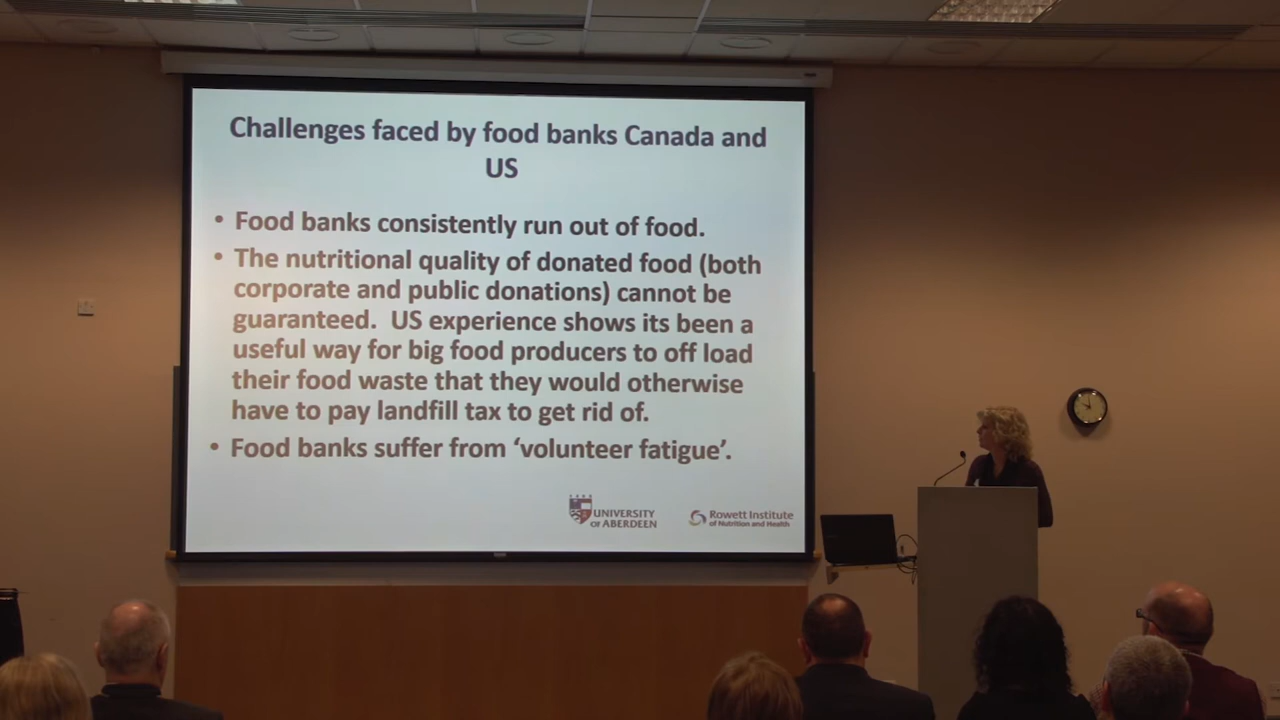 Challenges faced by food banks Canada and
US
• Food banks consistently run out of food.
• The nutritional quality of donated food (both
corporate and public donations) cannot be
guaranteed.  US experience shows its been a
useful way for big food producers to off load
their food waste that they would otherwise
have to pay landfill tax to get rid of.
• Food banks suffer from ‘volunteer fatigue’.
UNIVERSITY
OF ABERDEEN
Rowett Institute
of Nutrition and Health